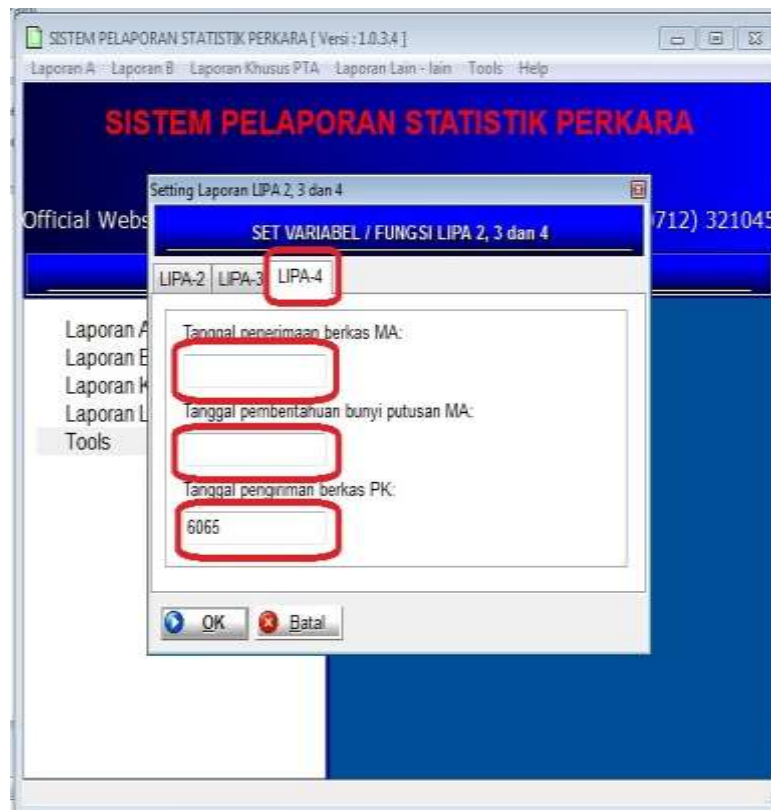 SISTEM PELAPORAN STATISTIK PERKARA [ Versi : 1.0.3.4 ]
Laporan A Laporan B Laporan Khusus PTA Laporan Lain - lain Tools Help
SISTEM PELAPORAN STATISTIK PERKARA
Setting Laporan LIPA 2, 3 dan 4
Official Webs
0712) 321045
SET VARIABEL / FUNGSI LIPA 2, 3 dan 4
LIPA-2 LIPA-3 LIPA-4
Laporan A
Tanggal penerimaan berkas MA:
Laporan B
Laporan K
Laporan L
Tanggal pemberitahuan bunyi putusan MA:
Tools
Tanggal pengiriman berkas PK:
6065
OK Batal